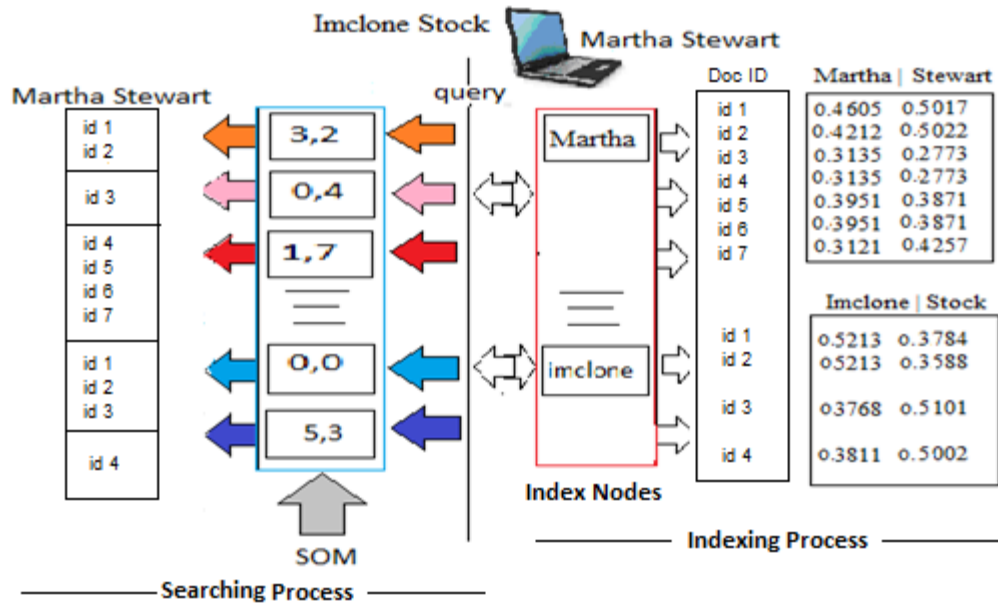 Imclone Stock
Martha Stewart
Martha Stewart
query
id 1
id 2
id 3
id 4
id 5
id 6
id 7
id 1
id 2
id 3
id 4
3,2
0,4
1,7
0,0
5,3
SOM
Searching Process
Martha
imclone
Index Nodes
Doc ID
id 1
id 2
id 3
id 4
id 5
id 6
id 7
id 1
id 2
id 3
id 4
Martha | Stewart
0.4605 0.5017
0.4212 0.5022
0.3135 0.2773
0.3135 0.2773
0.3951 0.3871
0.3951 0.3871
0.3121 0.4257
Imclone | Stock
0.5213 0.3784
0.5213 0.3588
0.3768 0.5101
0.3811 0.5002
Indexing Process